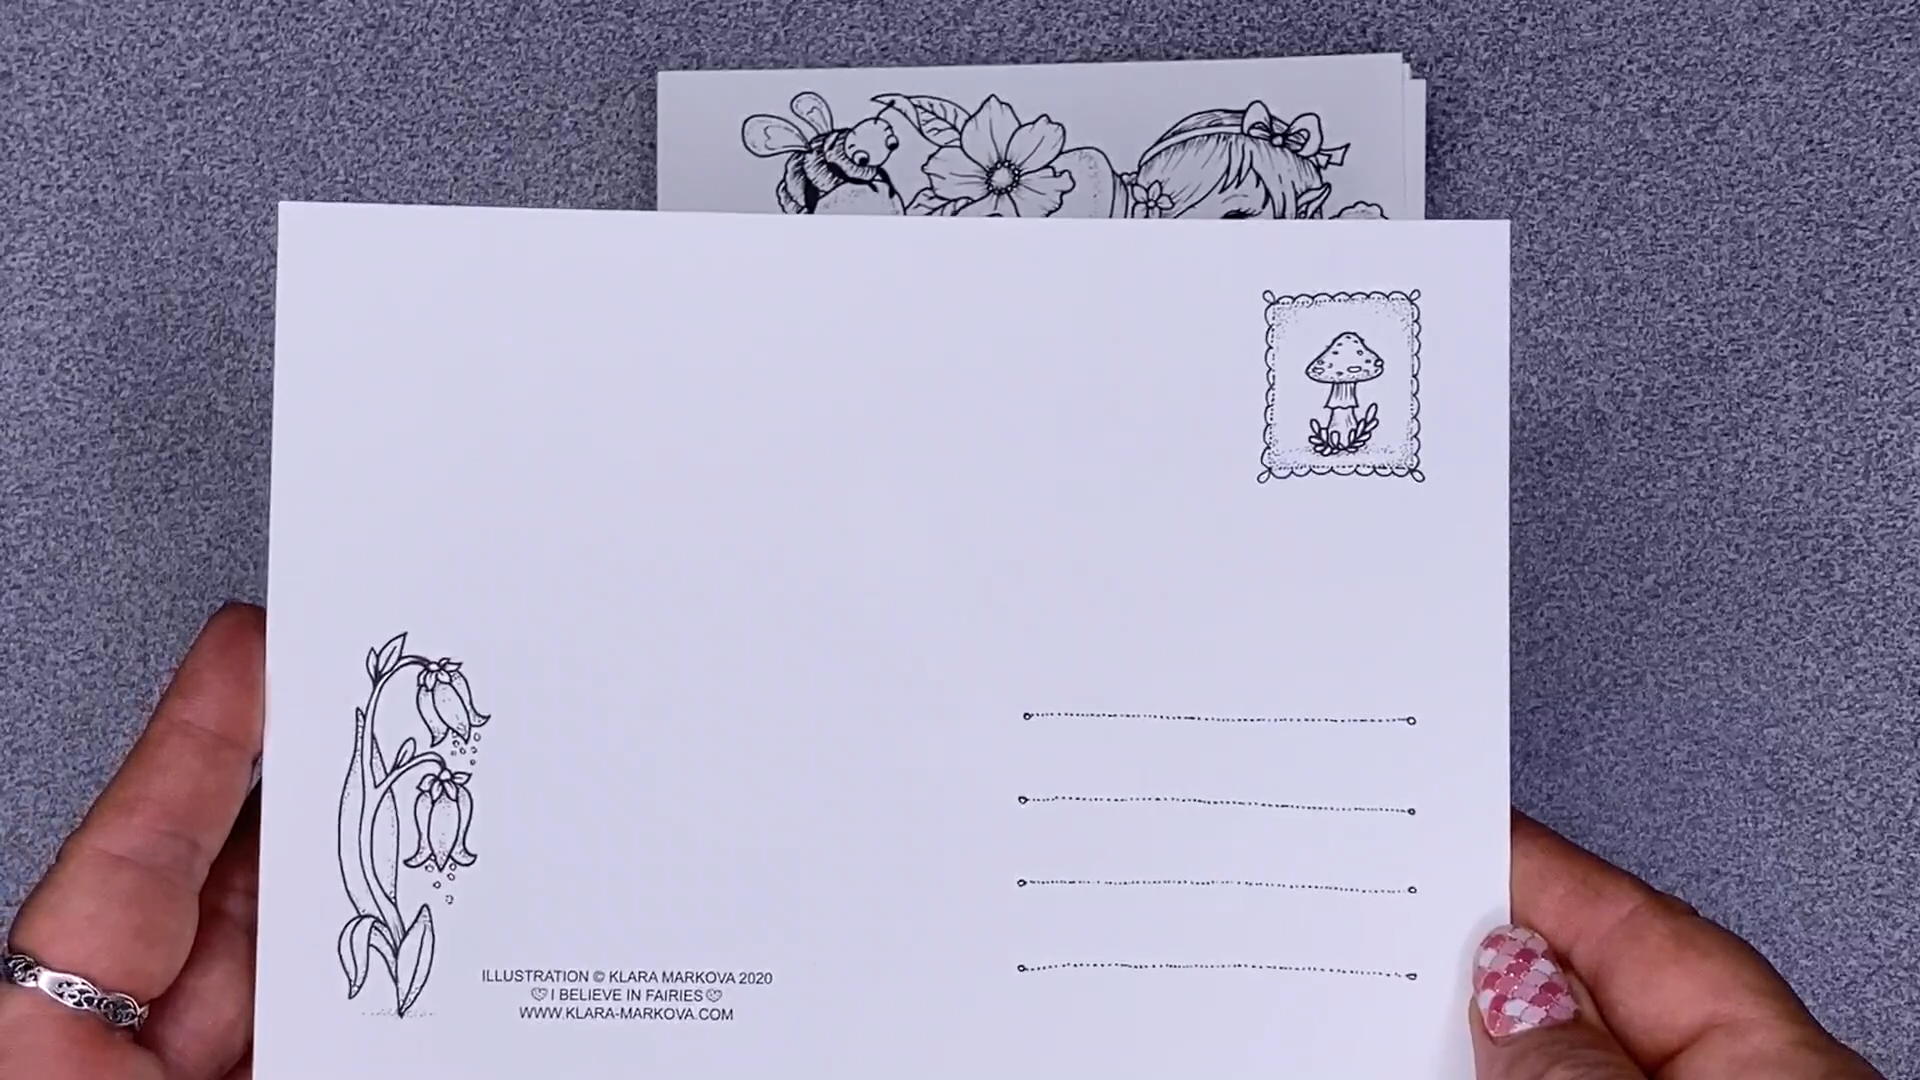 ILLUSTRATION © KLARA MARKOVA 2020
I BELIEVE IN FAIRIES
WWW.KLARA-MARKOVA.COM